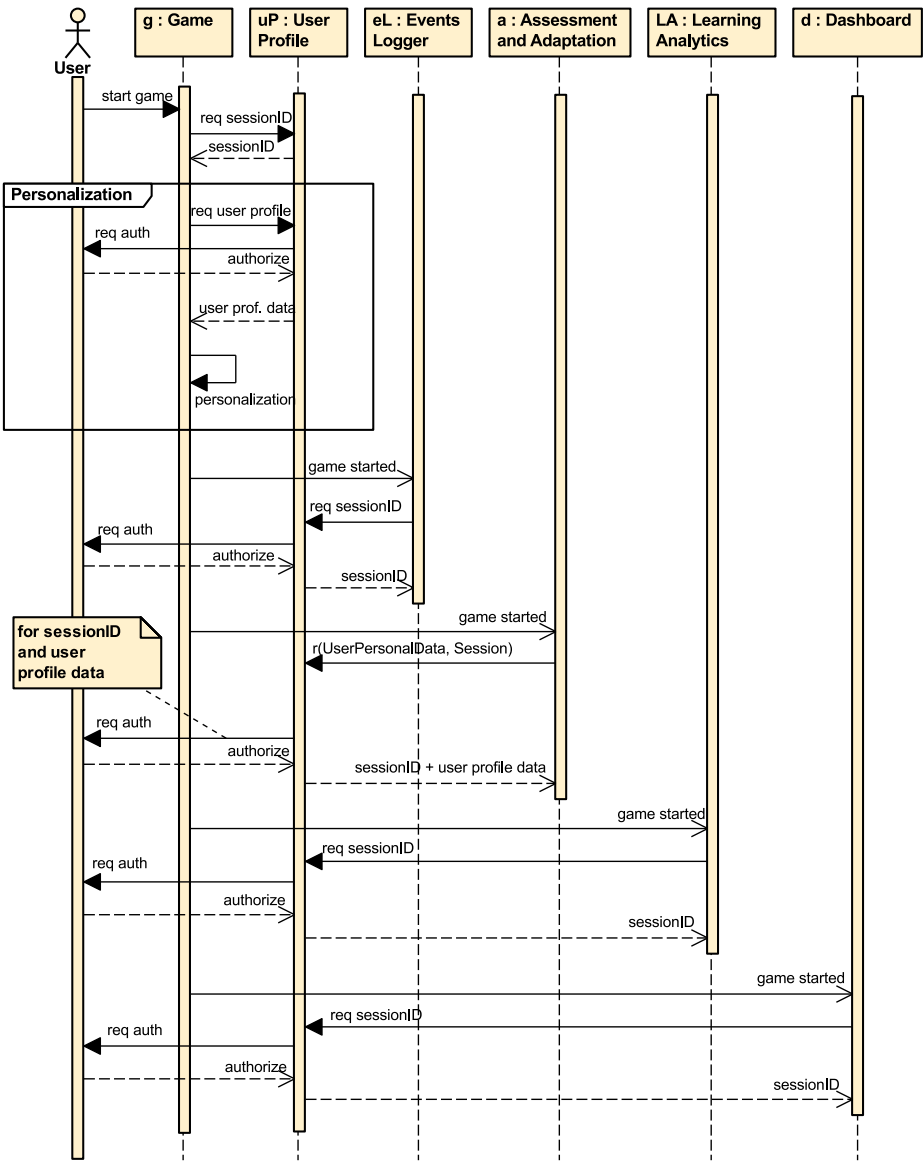 g : Game
uP : User
Profile
eL : Events
Logger
a : Assessment
and Adaptation
LA : Learning
Analytics
d : Dashboard
User
start game
req sessionID
sessionID
Personalization
req user profile
req auth
authorize
user prof. data
personalization
game started
req sessionID
req auth
authorize
sessionID
game started
for sessionID
and user
profile data
r(UserPersonalData, Session)
req auth
authorize
sessionID + user profile data
game started
req sessionID
req auth
authorize
sessionID
game started
req sessionID
req auth
authorize
sessionID